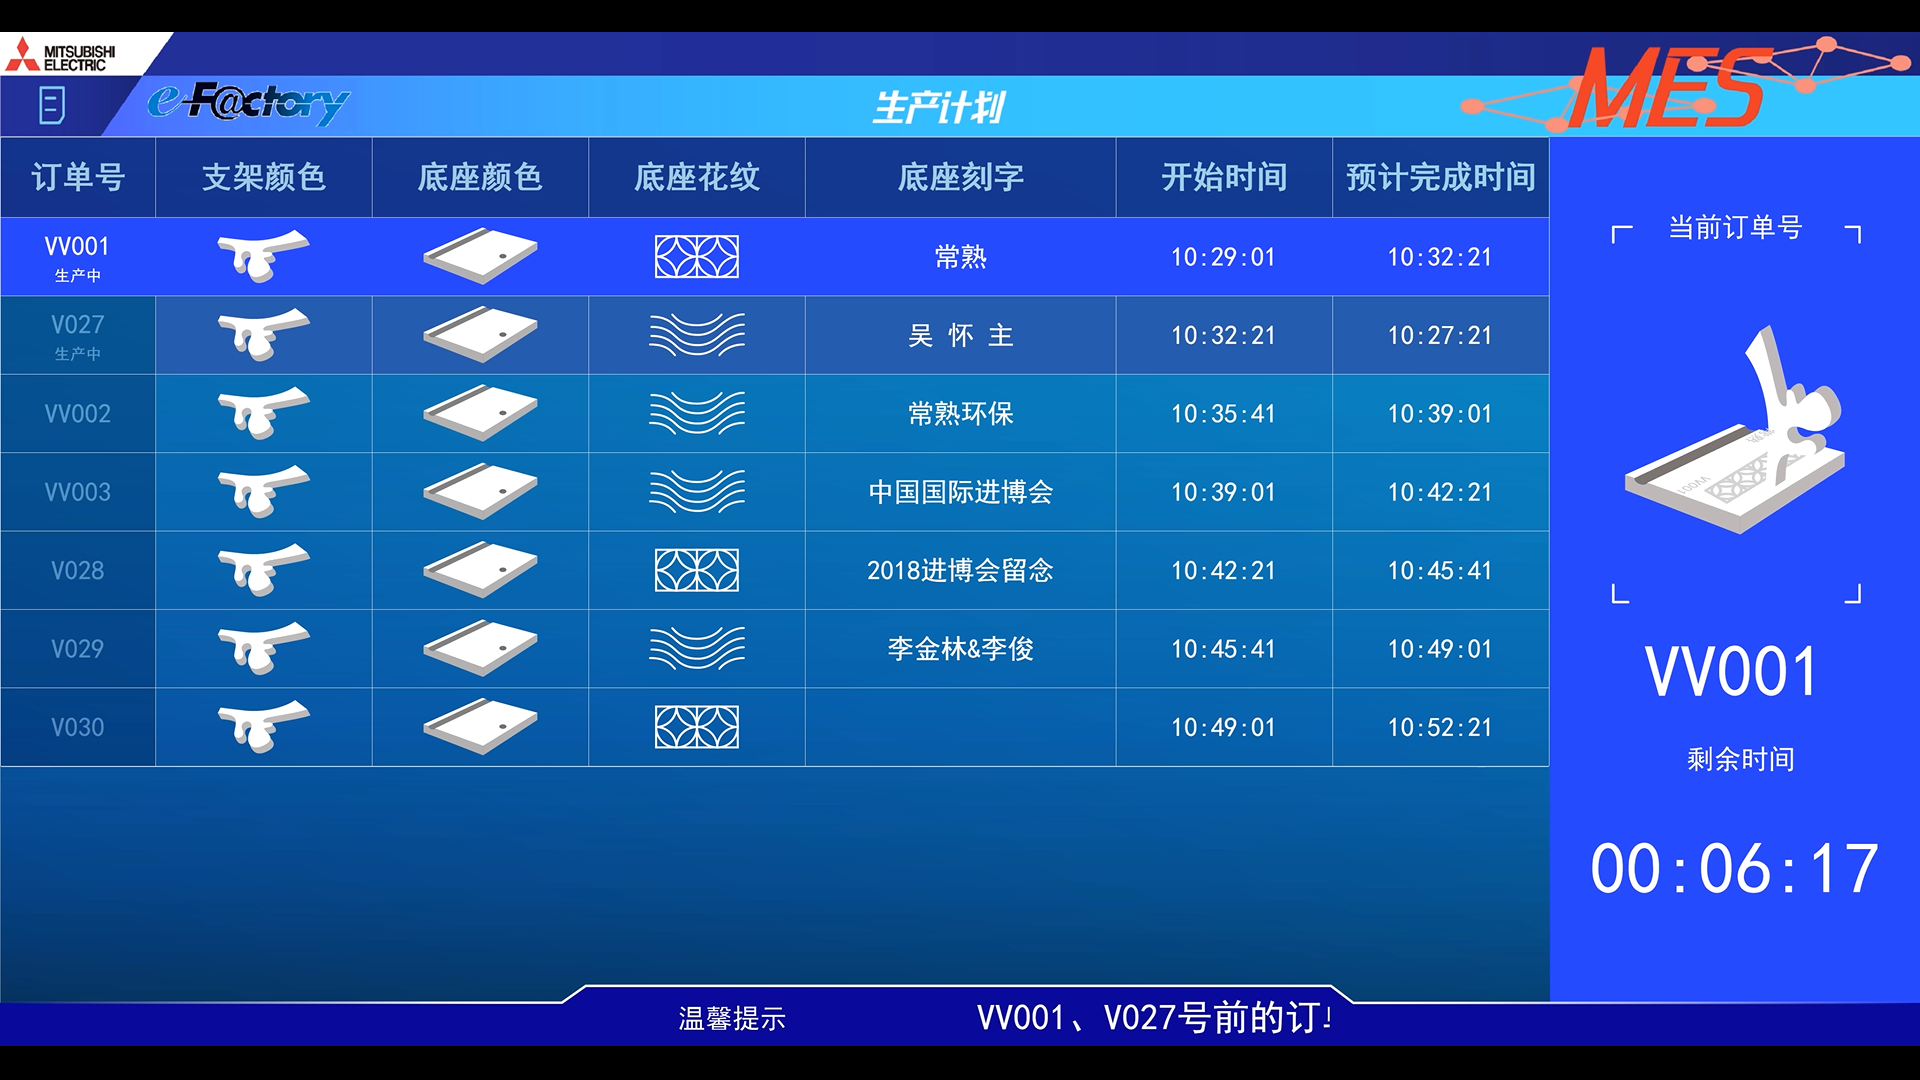 MITSUBISHI
ELECTRIC
e-F@ctory
生产计划
MES
订单号 支架颜色 底座颜色 底座花纹 底座刻字 开始时间 预计完成时间
VV001 常熟 10:29:01 10:32:21
生产中
V027 吴 怀 主 10:32:21 10:27:21
生产中
VV002 常熟环保 10:35:41 10:39:01
VV003 中国国际进博会 10:39:01 10:42:21
V028 2018进博会留念 10:42:21 10:45:41
V029 李金林&李俊 10:45:41 10:49:01
V030 10:49:01 10:52:21
当前订单号
常熟
VV001
VV001
剩余时间
00:06:17
温馨提示 VV001、V027号前的订